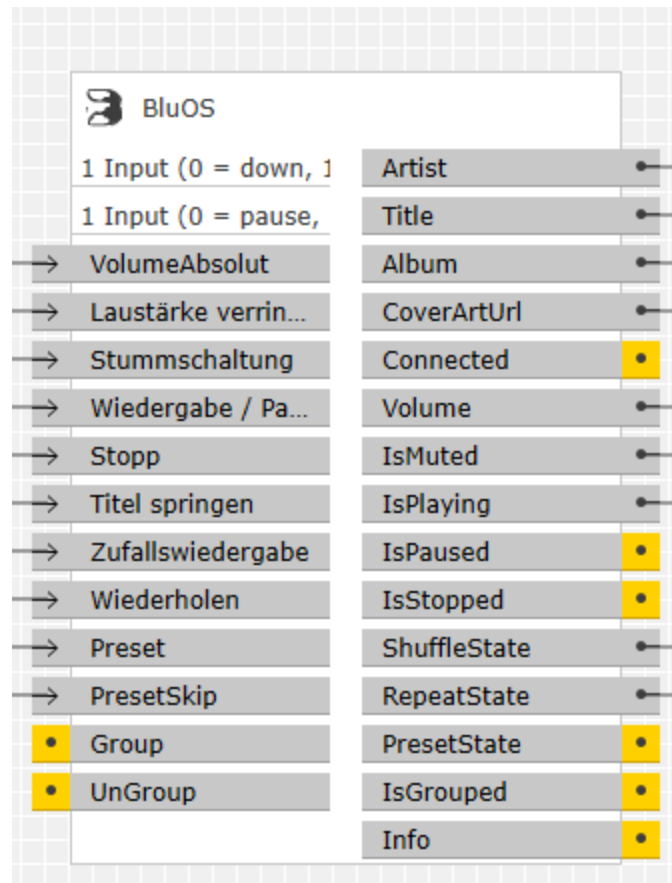 BluOS
1 Input (0 = down, 1
1 Input (0 = pause,
VolumeAbsolut
Laustärke verrin...
Stummschaltung
Wiedergabe / Pa...
Stopp
Titel springen
Zufallswiedergabe
Wiederholen
Preset
PresetSkip
Group
UnGroup
Artist
Title
Album
CoverArtUrl
Connected
Volume
IsMuted
IsPlaying
IsPaused
IsStopped
ShuffleState
RepeatState
PresetState
IsGrouped
Info